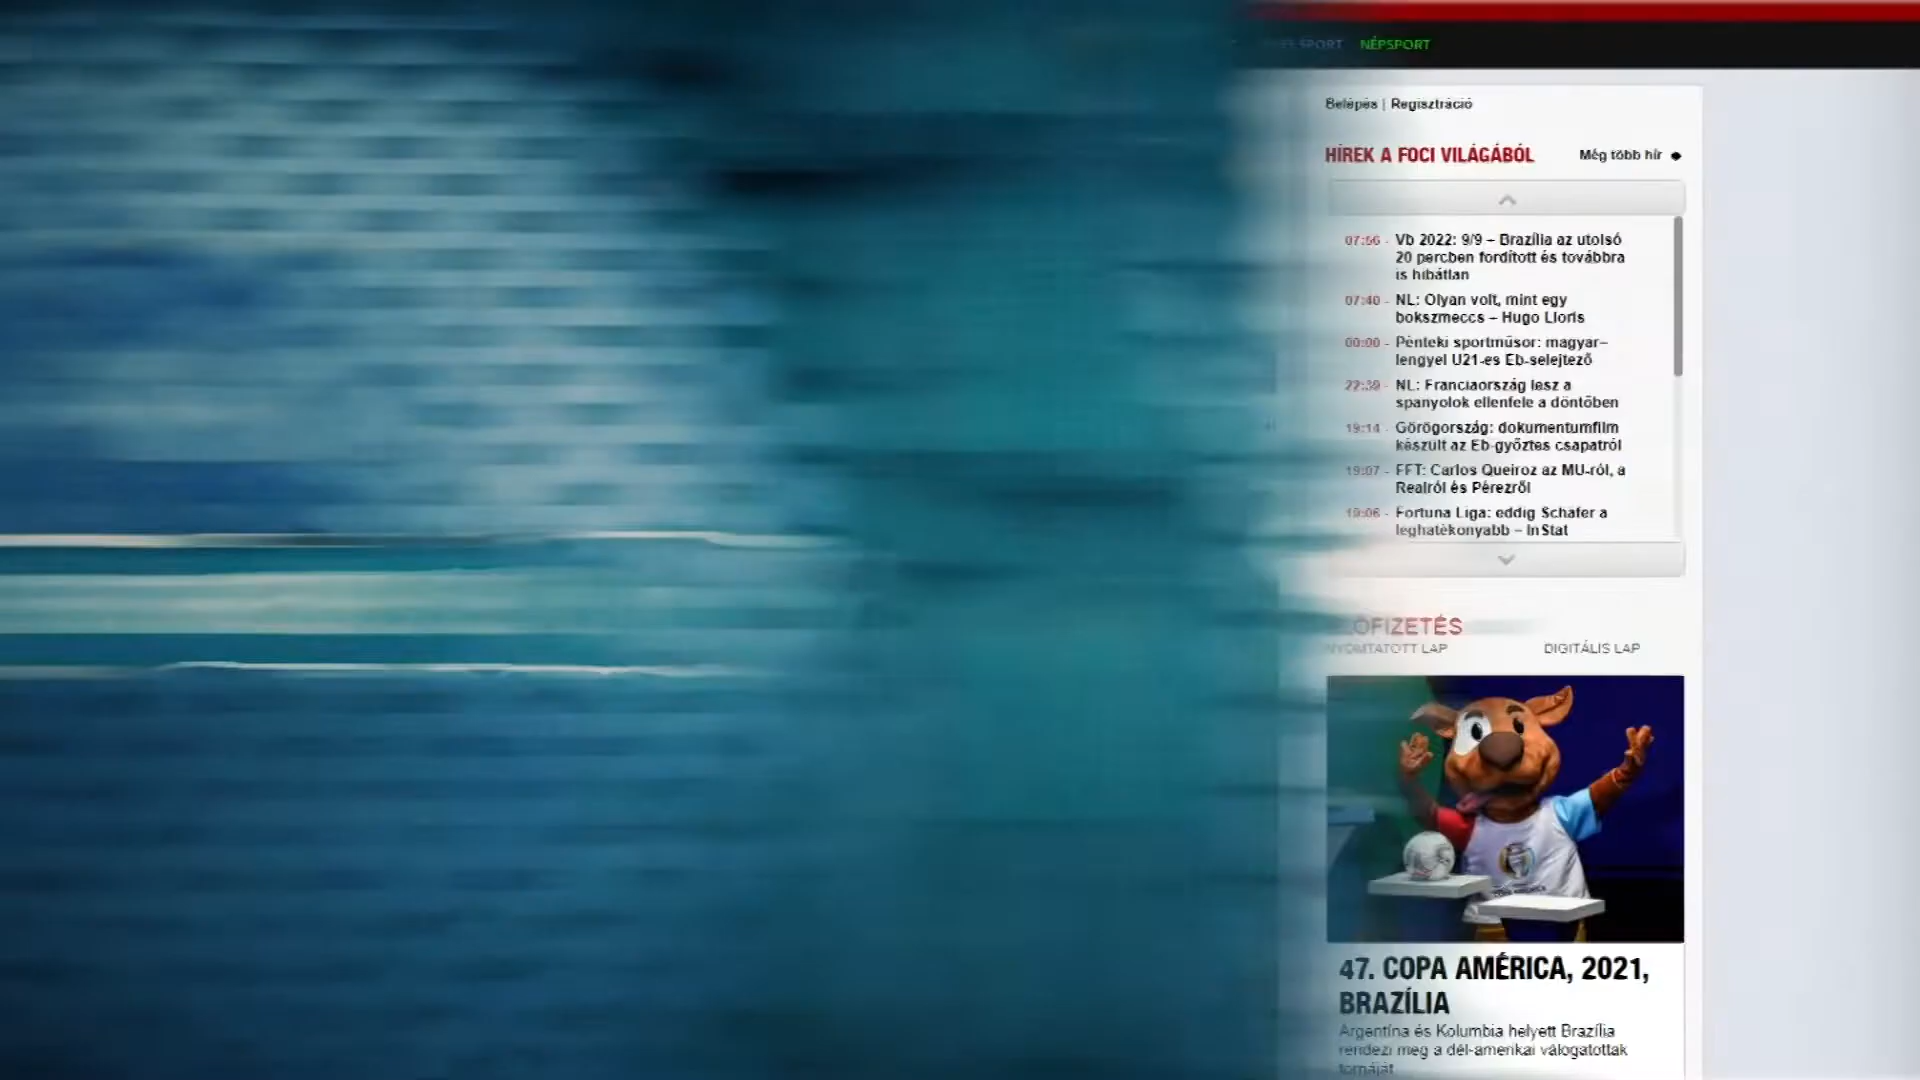 NÉPSPORT
Belépés | Regisztráció
HÍREK A FOCI VILÁGÁBÓL
Még több hír
07:56 - Vb 2022: 9/9 – Brazília az utolsó
20 percben fordított és továbbra
is hibátlan
07:40 - NL: Olyan volt, mint egy
bokszmeccs – Hugo Lloris
00:00 - Pénteki sportműsor: magyar–
lengyel U21-es Eb-selejtező
22:39 - NL: Franciaország lesz a
spanyolok ellenfele a döntőben
19:14 - Görögország: dokumentumfilm
készült az Eb-győztes csapatról
19:07 - FFT: Carlos Queiroz az MU-ról, a
Realról és Pérezről
19:06 - Fortuna Liga: eddig Schäfer a
leghatékonyabb – InStat
NYOMTATOTT LAP
DIGITÁLIS LAP
47. COPA AMÉRICA, 2021,
BRAZÍLIA
Argentína és Kolumbia helyett Brazília
rendezi meg a dél-amerikai válogatottak
tornáját